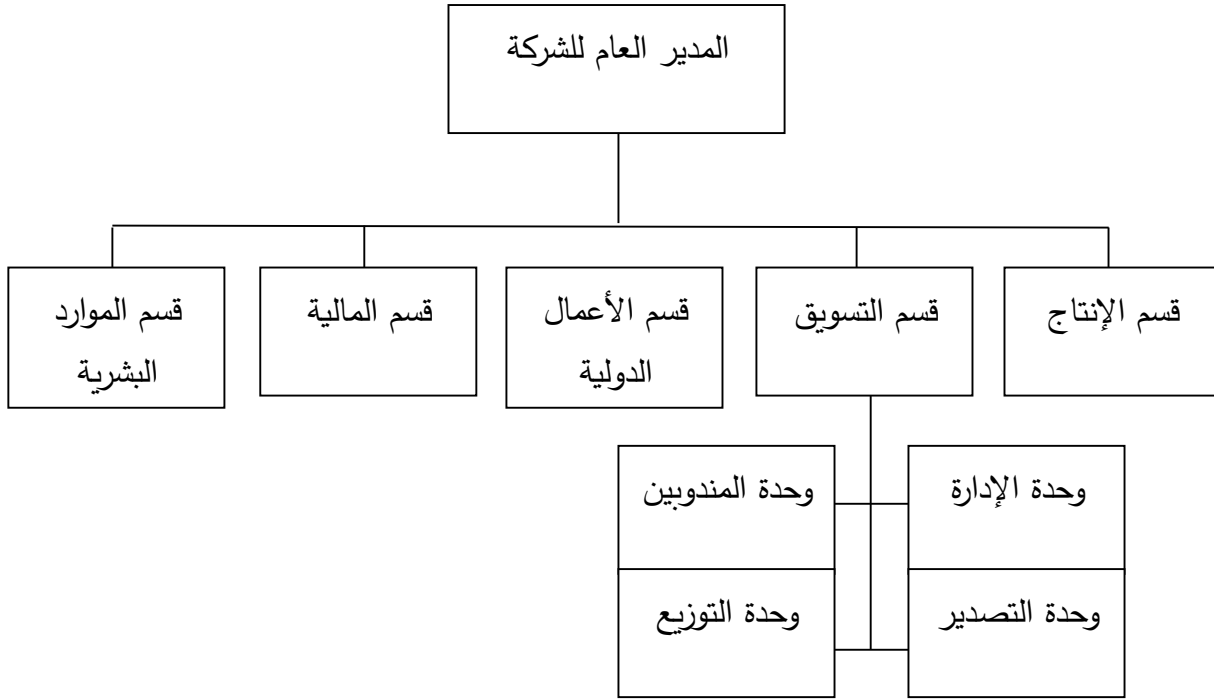 المدير العام للشركة
قسم الإنتاج
قسم التسويق
قسم الأعمال
الدولية
قسم المالية
قسم الموارد
البشرية
وحدة الإدارة
وحدة المندوبين
وحدة التصدير
وحدة التوزيع